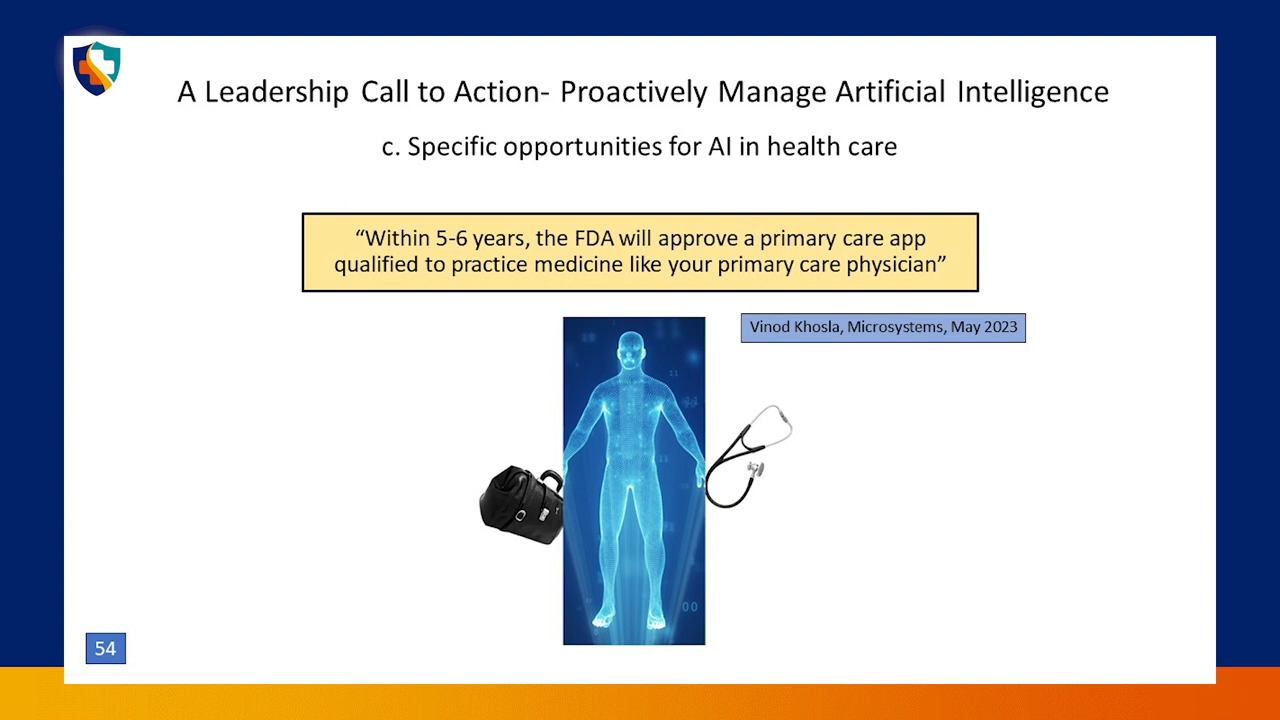 A Leadership Call to Action- Proactively Manage Artificial Intelligence
c. Specific opportunities for AI in health care
“Within 5-6 years, the FDA will approve a primary care app
qualified to practice medicine like your primary care physician”
Vinod Khosla, Microsystems, May 2023
00
54